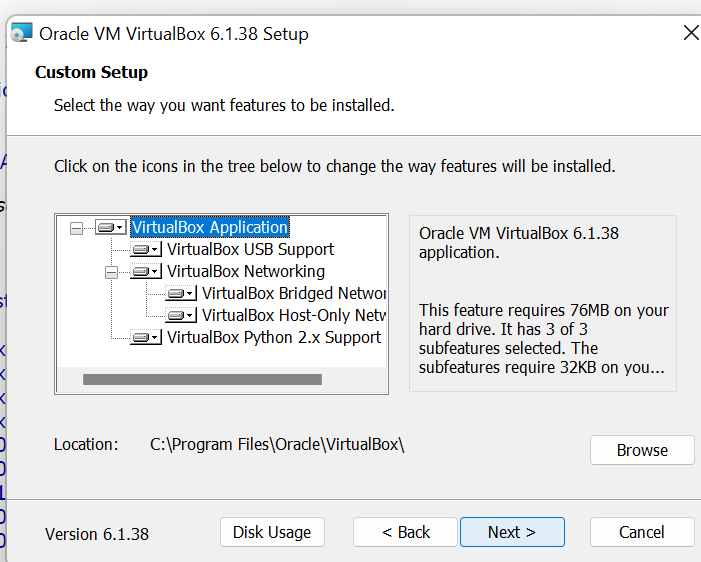 Oracle VM VirtualBox 6.1.38 Setup
Custom Setup
Select the way you want features to be installed.
Click on the icons in the tree below to change the way features will be installed.
VirtualBox Application
VirtualBox USB Support
VirtualBox Networking
VirtualBox Bridged Networ
VirtualBox Host-Only Netw
VirtualBox Python 2.x Support
Oracle VM VirtualBox 6.1.38
application.
This feature requires 76MB on your
hard drive. It has 3 of 3
subfeatures selected. The
subfeatures require 32KB on you...
Location: C:\Program Files\Oracle\VirtualBox\
Browse
Version 6.1.38
Disk Usage
< Back
Next >
Cancel